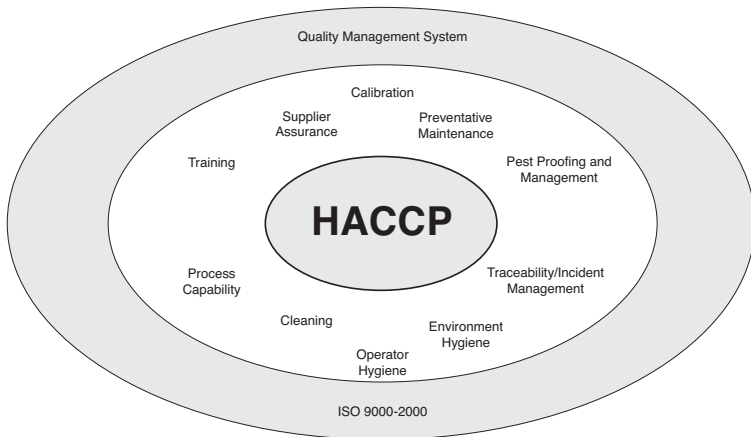 Quality Management System
Calibration
Supplier
Assurance
Preventative
Maintenance
Training
Pest Proofing and
Management
HACCP
Process
Capability
Traceability/Incident
Management
Cleaning
Environment
Hygiene
Operator
Hygiene
ISO 9000-2000